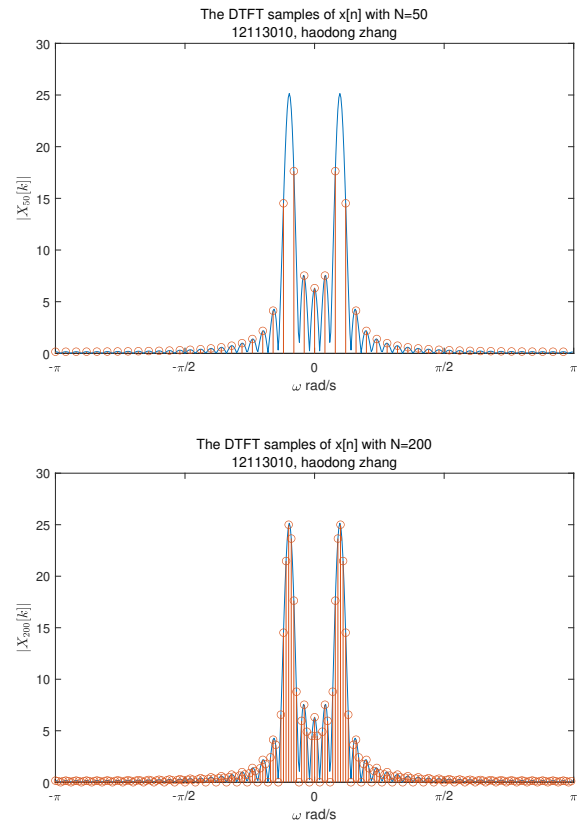 The DTFT samples of x[n] with N=50
12113010, haodong zhang
30
25
20
15
10
5
0
|X₅₀[k]|
-π -π/2 0 π/2 π
ω rad/s
The DTFT samples of x[n] with N=200
12113010, haodong zhang
30
25
20
15
10
5
0
|X₂₀₀[k]|
-π -π/2 0 π/2 π
ω rad/s